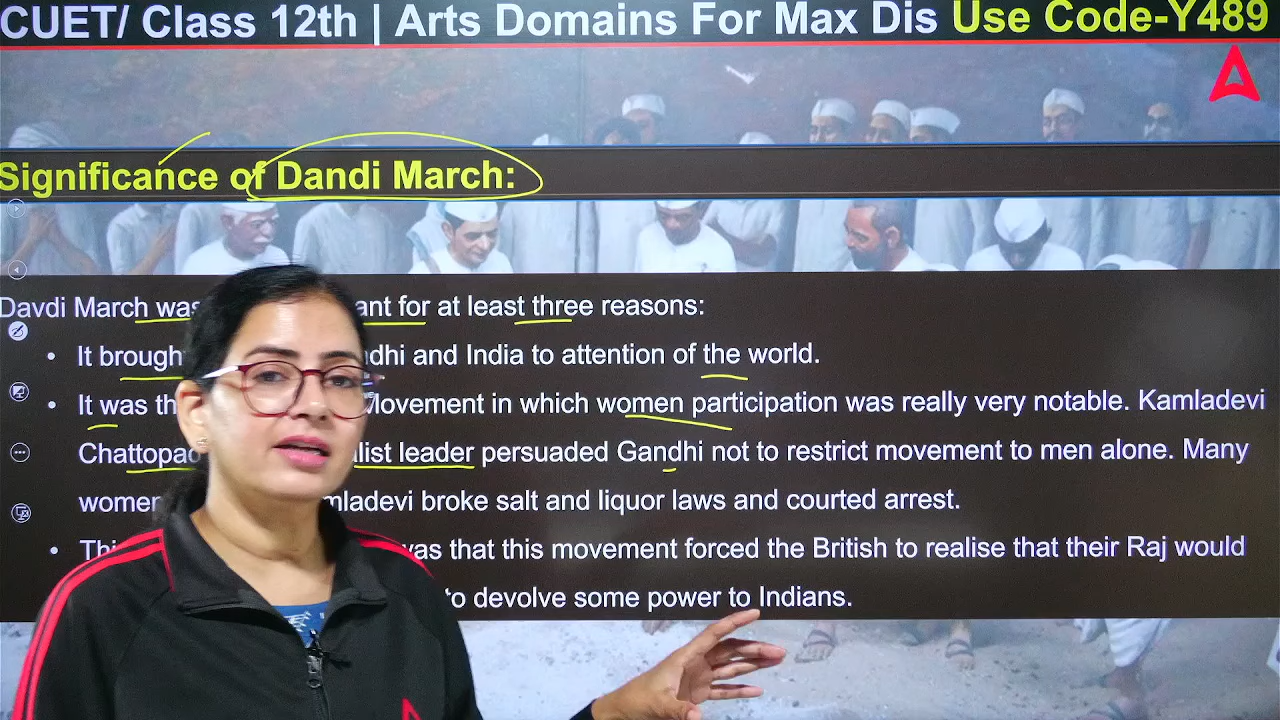 CUET/ Class 12th | Arts Domains For Max Dis Use Code-Y489
Significance of Dandi March:
Davdi March was ant for at least three reasons:
• It brough dhi and India to attention of the world.
• It was th Movement in which women participation was really very notable. Kamladevi
Chattopad list leader persuaded Gandhi not to restrict movement to men alone. Many
women mladevi broke salt and liquor laws and courted arrest.
• Thi was that this movement forced the British to realise that their Raj would
to devolve some power to Indians.